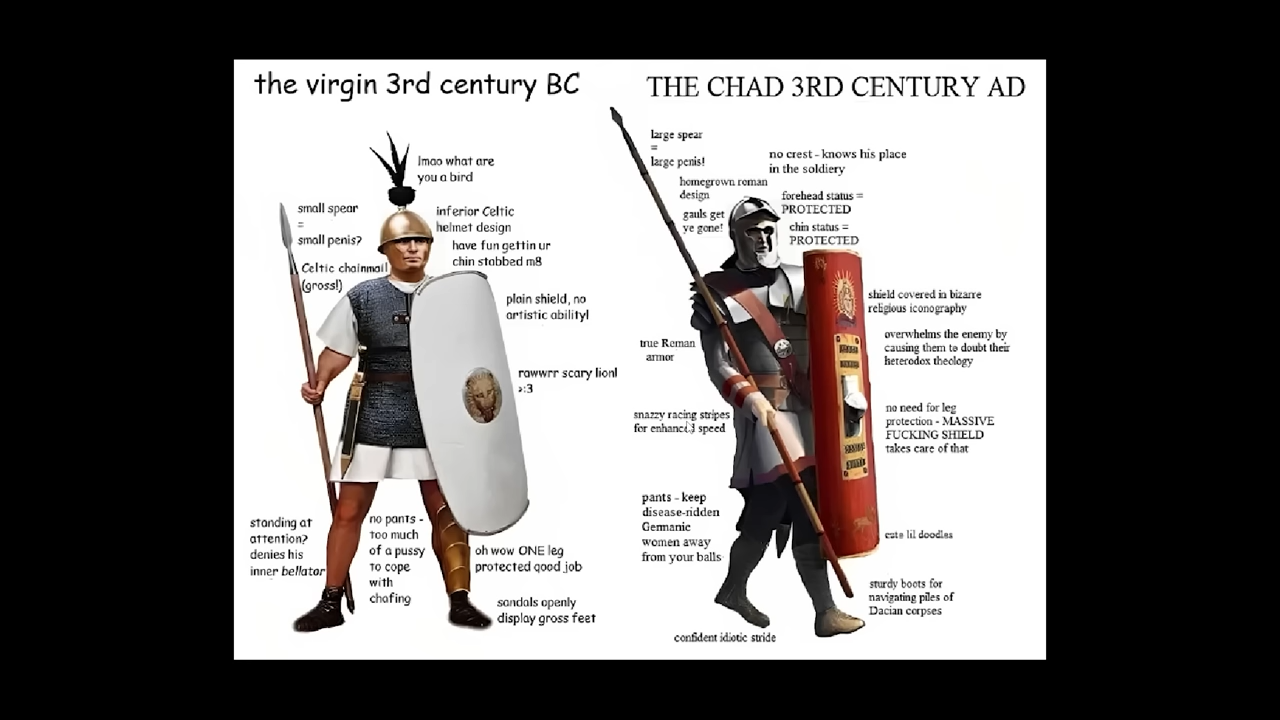 the virgin 3rd century BC
lmao what are
you a bird
small spear
=
small penis?
inferior Celtic
helmet design
have fun gettin ur
chin stabbed m8
Celtic chainmail
(gross!)
plain shield, no
artistic ability!
rawwrr scary lion!
>:3
standing at
attention?
denies his
inner bellator
no pants -
too much
of a pussy
to cope
with
chafing
oh wow ONE leg
protected good job
sandals openly
display gross feet
THE CHAD 3RD CENTURY AD
large spear
=
large penis!
no crest - knows his place
in the soldiery
homegrown roman
design
forehead status =
PROTECTED
gauls get
ye gone!
chin status =
PROTECTED
shield covered in bizarre
religious iconography
overwhelms the enemy by
causing them to doubt their
heterodox theology
true Roman
armor
snazzy racing stripes
for enhanced speed
no need for leg
protection - MASSIVE
FUCKING SHIELD
takes care of that
pants - keep
disease-ridden
Germanic
women away
from your balls
cute lil doodles
sturdy boots for
navigating piles of
Dacian corpses
confident idiotic stride